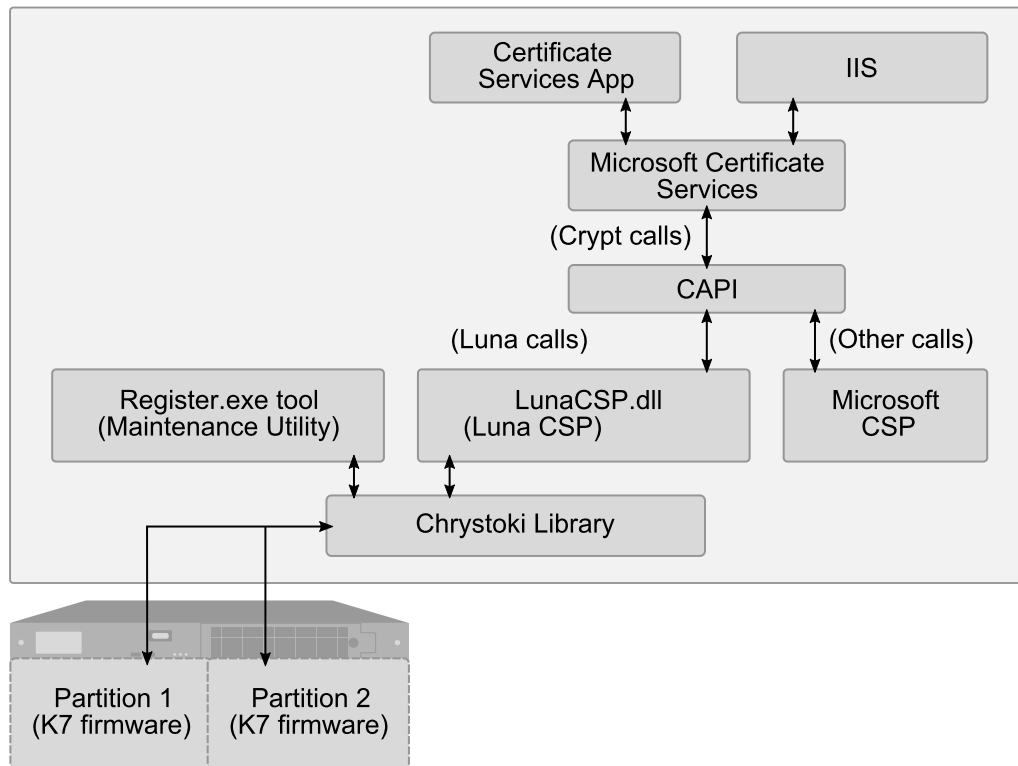 Certificate
Services App
IIS
Microsoft Certificate
Services
(Crypt calls)
CAPI
(Luna calls)
(Other calls)
Register.exe tool
(Maintenance Utility)
LunaCSP.dll
(Luna CSP)
Microsoft
CSP
Chrystoki Library
Partition 1
(K7 firmware)
Partition 2
(K7 firmware)